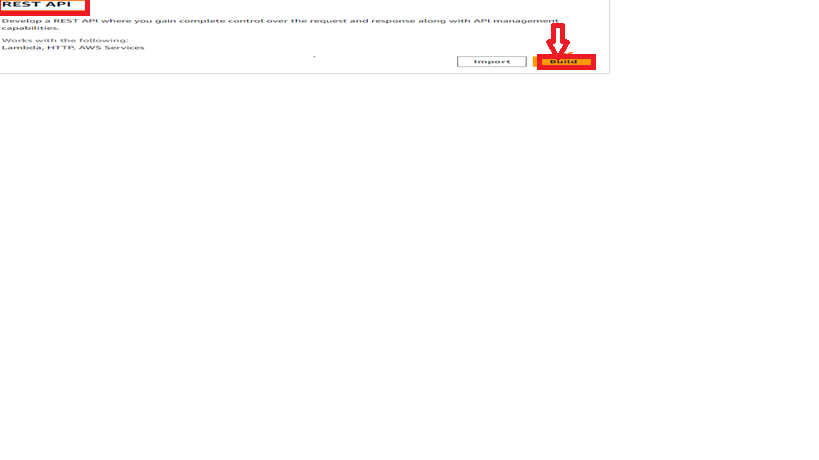 REST API
Develop a REST API where you gain complete control over the request and response along with API management
capabilities.
Works with the following:
Lambda, HTTP, AWS Services
Import
Build